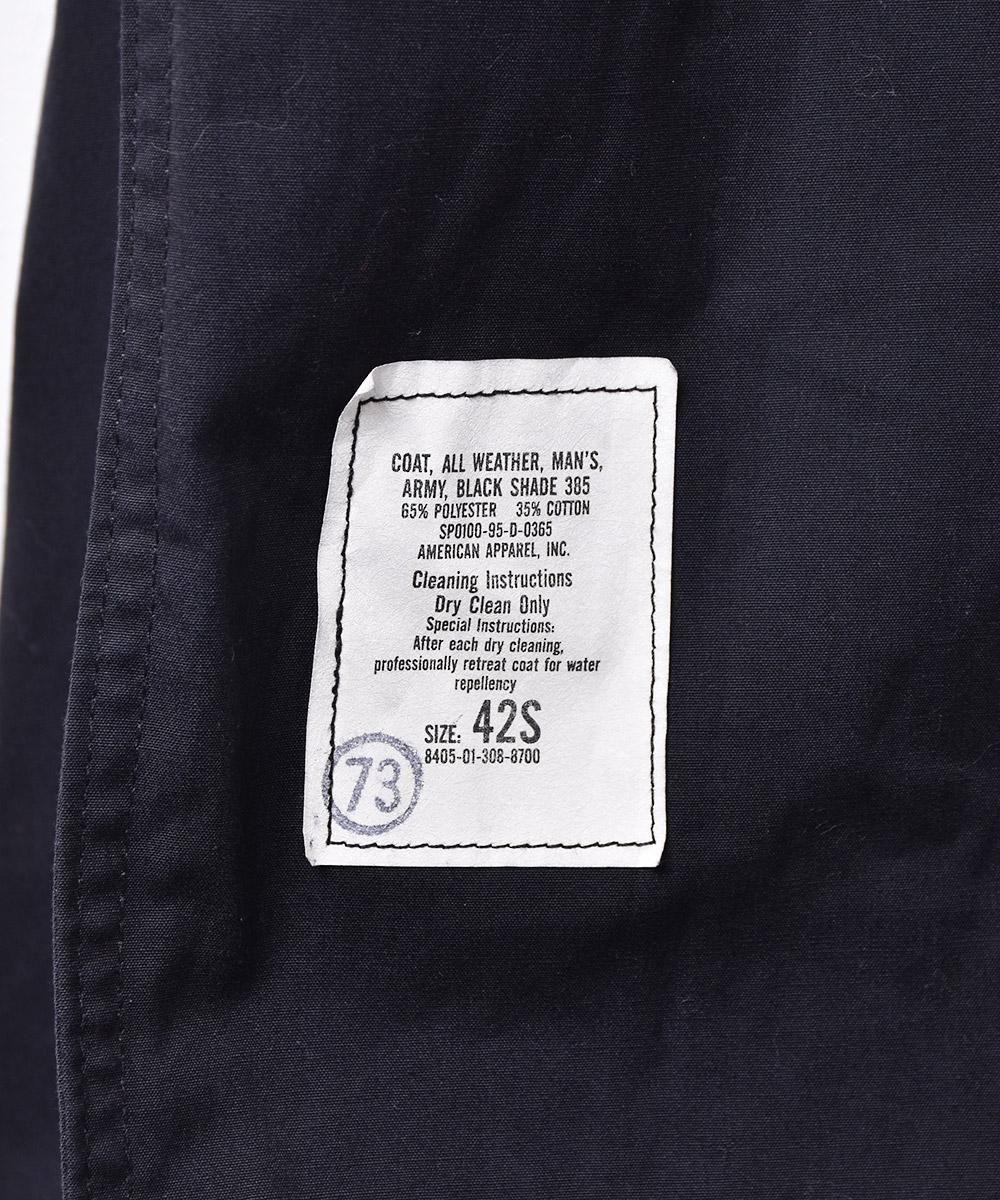 COAT, ALL WEATHER, MAN'S,
ARMY, BLACK SHADE 385
65% POLYESTER 35% COTTON
SPO100-95-D-0365
AMERICAN APPAREL, INC.
Cleaning Instructions
Dry Clean Only
Special Instructions:
After each dry cleaning,
professionally retreat coat for water
repellency
SIZE: 42S
8405-01-308-8700
73